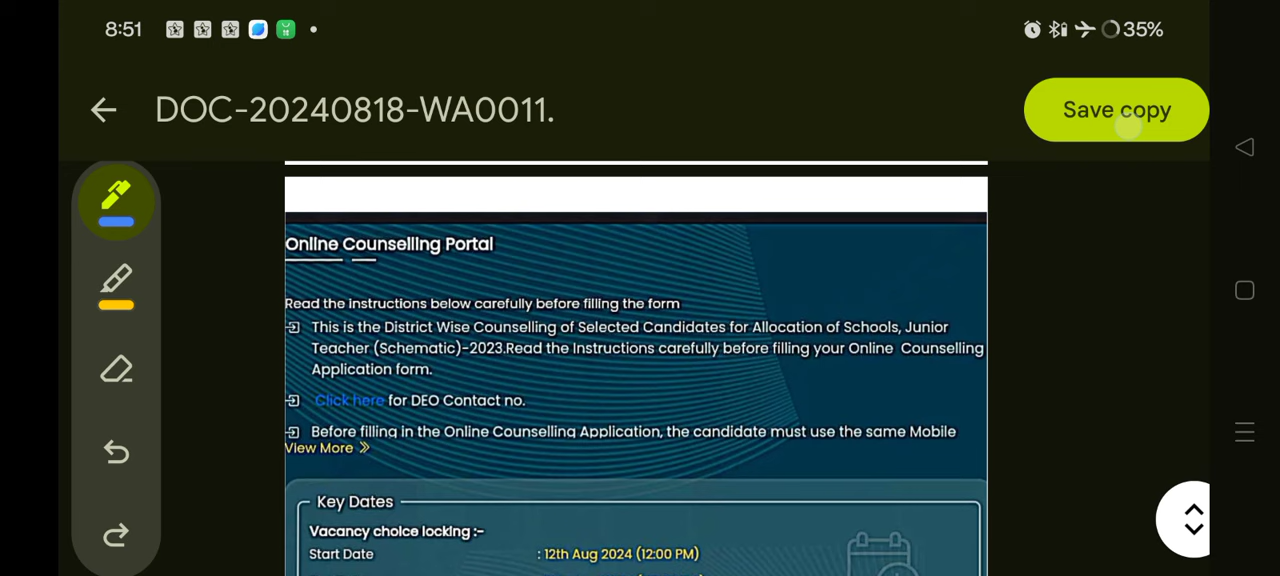 8:51
35%
DOC-20240818-WA0011.
Save copy
Online Counselling Portal
Read the Instructions below carefully before filling the form
This is the District Wise Counselling of Selected Candidates for Allocation of Schools, Junior
Teacher (Schematic)-2023.Read the Instructions carefully before filling your Online Counselling
Application form.
Click here for DEO Contact no.
Before filling in the Online Counselling Application, the candidate must use the same Mobile
View More
Key Dates
Vacancy choice locking :-
Start Date : 12th Aug 2024 (12:00 PM)